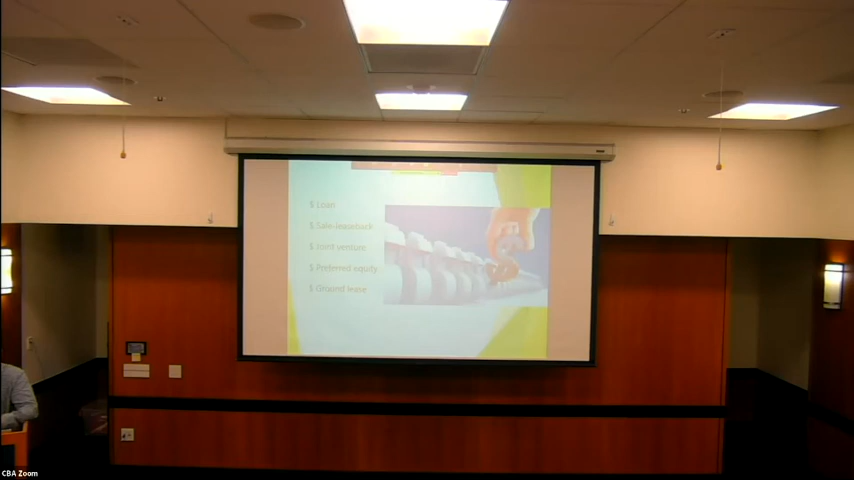 $ Loan
$ Sale-leaseback
$ Joint venture
$ Preferred equity
$ Ground lease
CBA Zoom